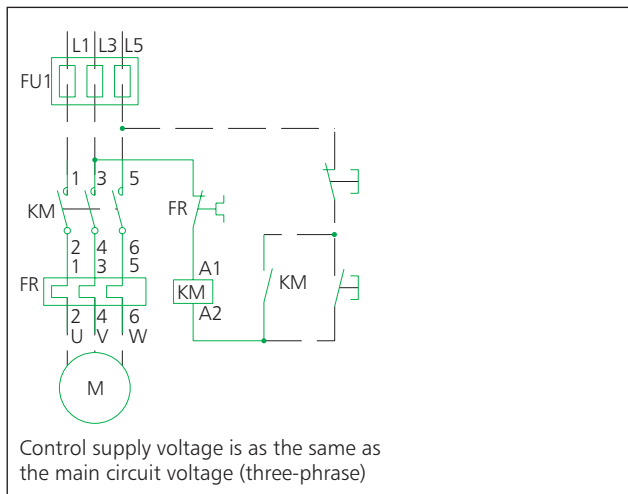 L1 L3 L5
FU1
1 3 5
KM
FR
2 4 6
1 3 5
FR
A1
KM
A2
KM
2 4 6
U V W
M
Control supply voltage is as the same as
the main circuit voltage (three-phrase)